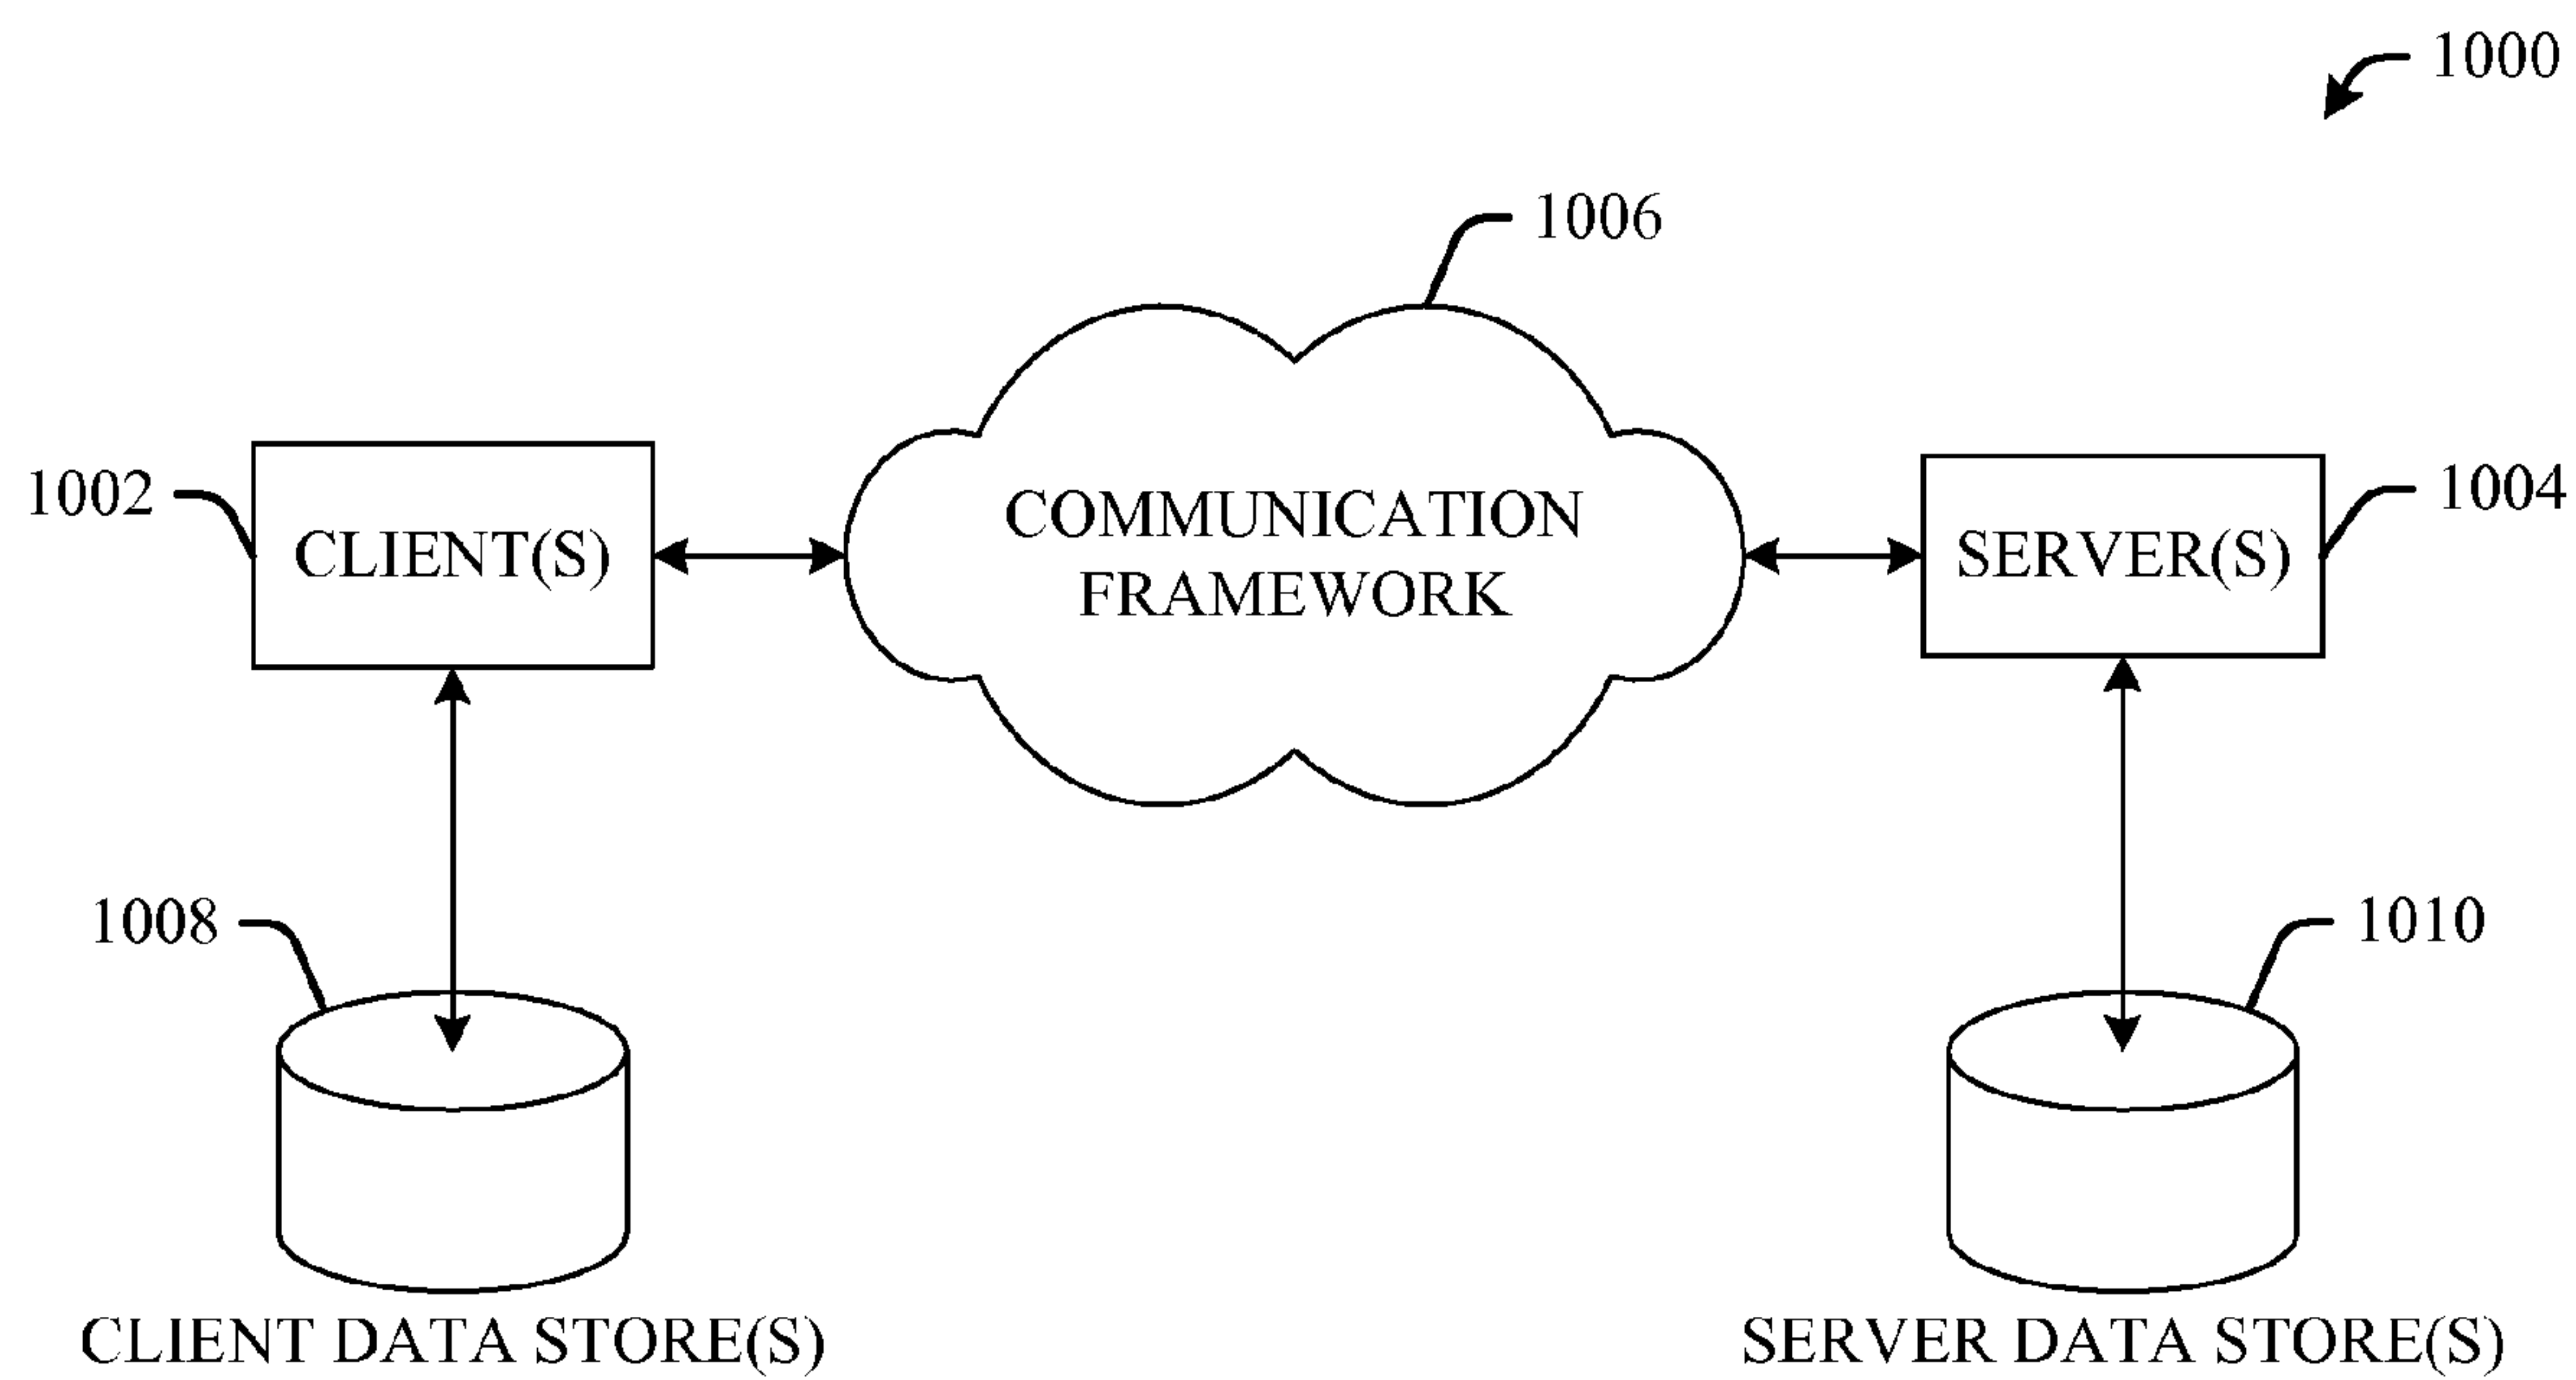 1000
1006
1002
CLIENT(S)
COMMUNICATION
FRAMEWORK
SERVER(S)
1004
1008
1010
CLIENT DATA STORE(S)
SERVER DATA STORE(S)